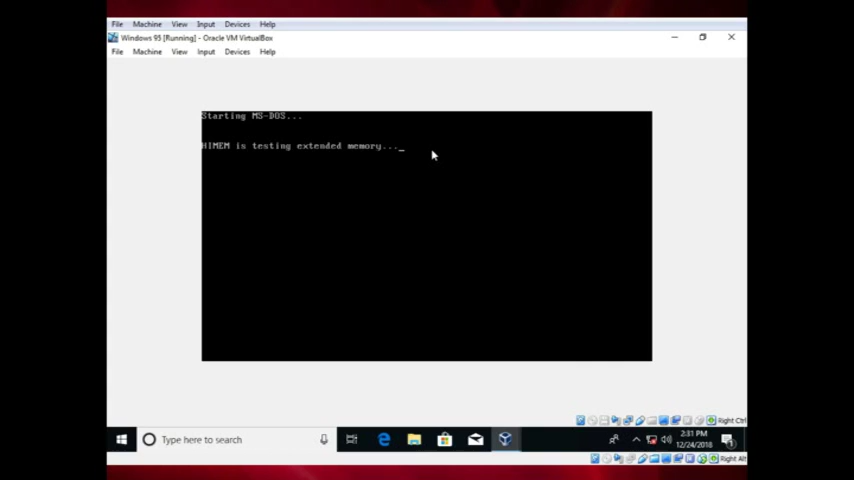 File Machine View Input Devices Help
Windows 95 [Running] - Oracle VM VirtualBox
File Machine View Input Devices Help
Starting MS-DOS...
HIMEM is testing extended memory..._
Right Ctrl
Type here to search
2:31 PM
12/24/2018
Right Alt